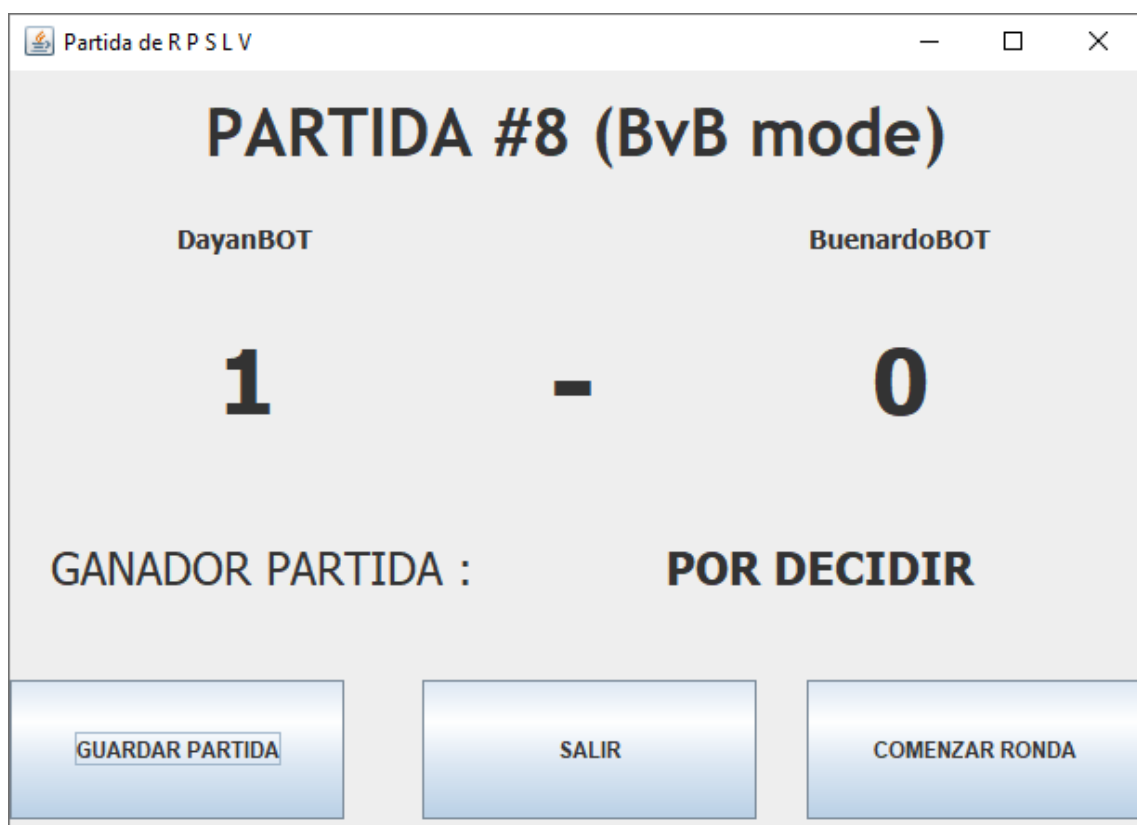 Partida de R P S L V
PARTIDA #8 (BvB mode)
DayanBOT BuenardoBOT
1 - 0
GANADOR PARTIDA : POR DECIDIR
GUARDAR PARTIDA SALIR COMENZAR RONDA